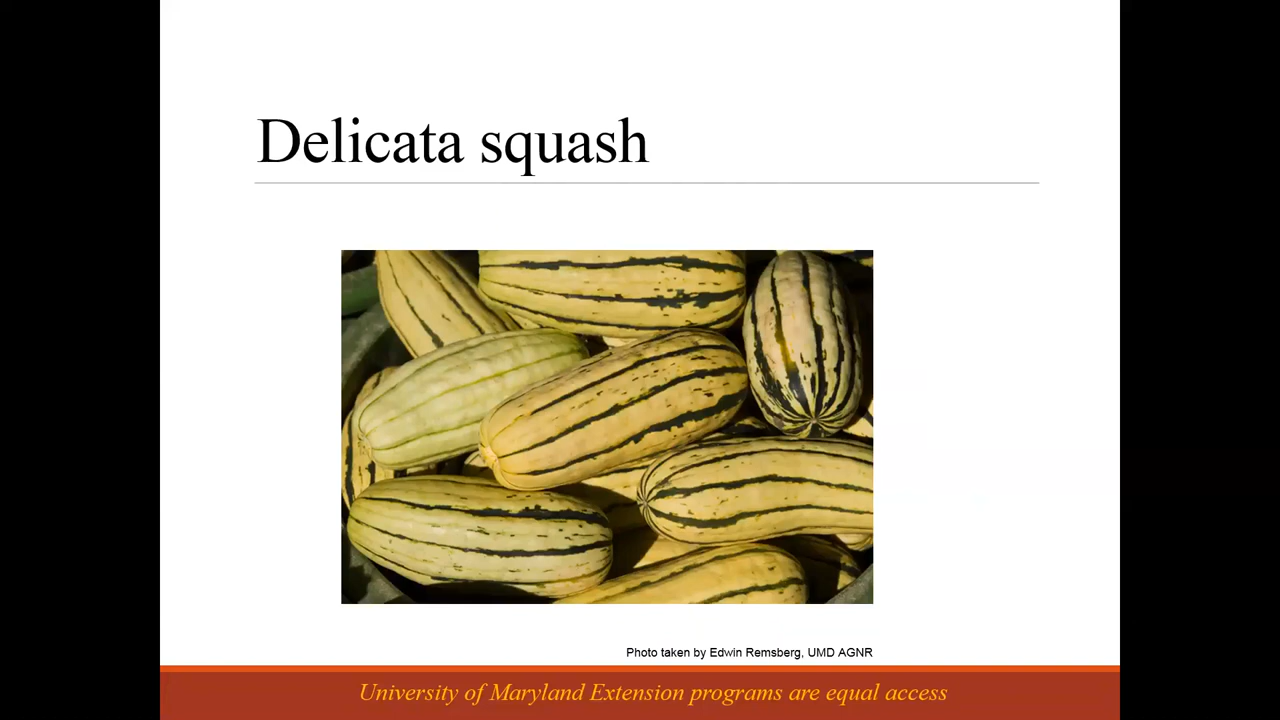 Delicata squash
Photo taken by Edwin Remsberg, UMD AGNR
University of Maryland Extension programs are equal access